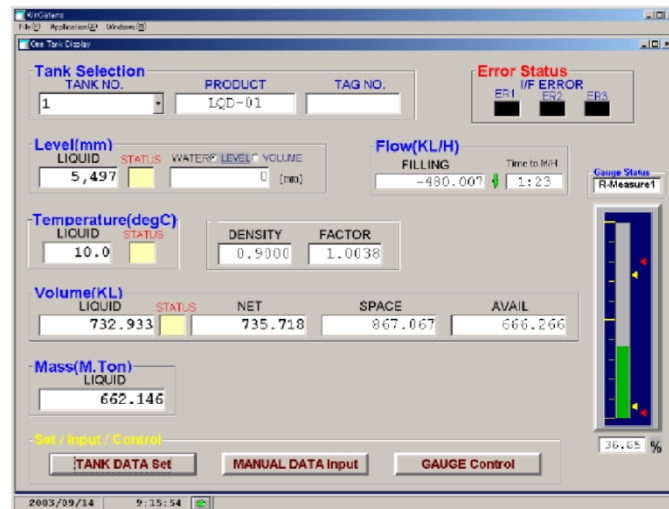 WinGatams
File(F) Application(A) Windows(W)
One Tank Display
Tank Selection
TANK NO. PRODUCT TAG NO.
1 LQD-01
Error Status
I/F ERROR
ER1 ER2 ER3
Level(mm)
LIQUID STATUS WATER LEVEL VOLUME
5,497 0 [mm]
Flow(KL/H)
FILLING Time to M/H
-480.007 1:23
Gauge Status
R-Measure1
Temperature(degC)
LIQUID STATUS
10.0
DENSITY FACTOR
0.9000 1.0038
Volume(KL)
LIQUID STATUS NET SPACE AVAIL
732.933 735.718 867.067 666.266
Mass(M.Ton)
LIQUID
662.146
36.65 %
Set / Input / Control
TANK DATA Set MANUAL DATA Input GAUGE Control
2003/09/14 9:15:54